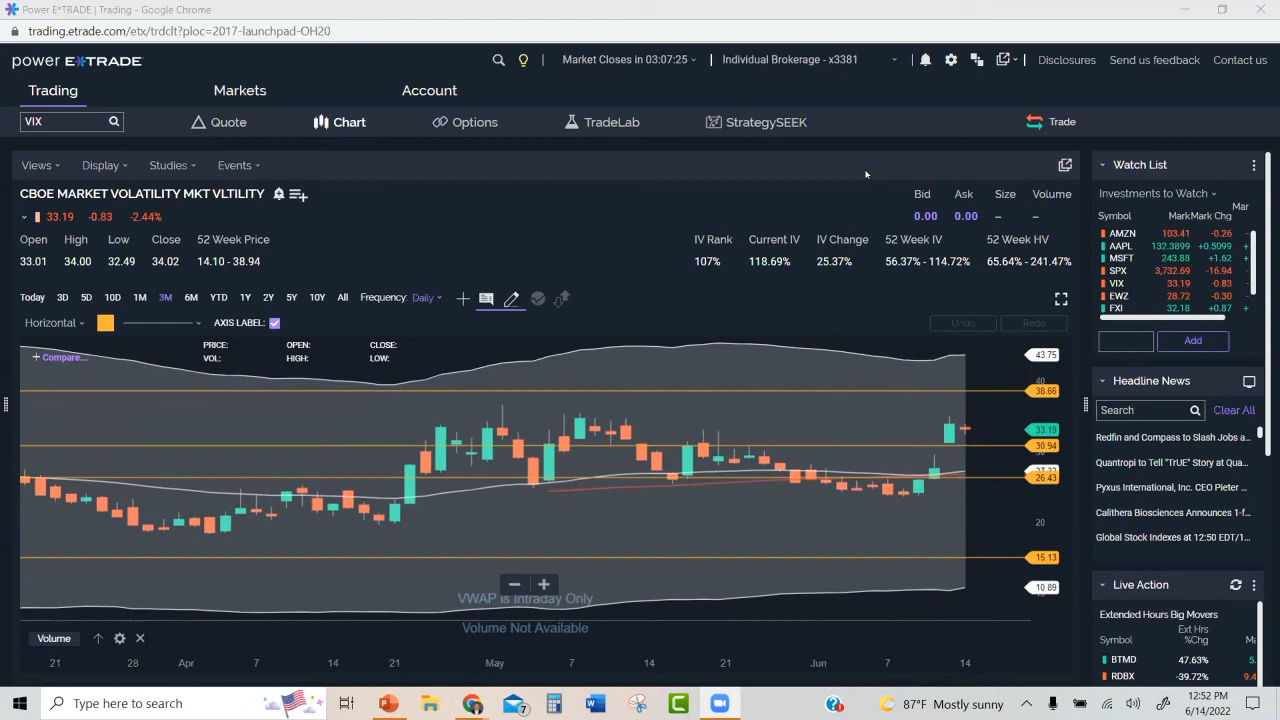 Power E*TRADE | Trading - Google Chrome
trading.etrade.com/etx/trdclt?ploc=2017-launchpad-OH20
power E*TRADE
Market Closes in 03:07:25
Individual Brokerage - x3381
Disclosures
Send us feedback
Contact us
Trading
Markets
Account
VIX
Quote
Chart
Options
TradeLab
StrategySEEK
Trade
Views
Display
Studies
Events
CBOE MARKET VOLATILITY MKT VLTILITY
Bid Ask Size Volume
33.19 -0.83 -2.44%
0.00 0.00 – –
Open High Low Close 52 Week Price
IV Rank Current IV IV Change 52 Week IV 52 Week HV
33.01 34.00 32.49 34.02 14.10 - 38.94
107% 118.69% 25.37% 56.37% - 114.72% 65.64% - 241.47%
Today 3D 5D 10D 1M 3M 6M YTD 1Y 2Y 5Y 10Y All Frequency: Daily
Horizontal
AXIS LABEL:
Undo
Redo
PRICE: OPEN: CLOSE:
VOL: HIGH: LOW:
+ Compare...
43.75
40
38.66
33.19
30.94
26.43
20
15.13
10.89
VWAP is Intraday Only
Volume Not Available
Volume
21 28 Apr 7 14 21 May 7 14 21 Jun 7 14
Watch List
Investments to Watch
Symbol Mark Mark Chg Mar
AMZN 103.41 -0.26
AAPL 132.3899 +0.5099
MSFT 243.88 +1.62
SPX 3,732.69 -16.94
VIX 33.19 -0.83
EWZ 28.72 -0.30
FXI 32.18 +0.87
Add
Headline News
Search
Clear All
Redfin and Compass to Slash Jobs a...
Quantropi to Tell "TrUE" Story at Qua...
Pyxus International, Inc. CEO Pieter ...
Calithera Biosciences Announces 1-f...
Global Stock Indexes at 12:50 EDT/1...
Live Action
Extended Hours Big Movers
Symbol Ext Hrs %Chg Ma
BTMD 47.63% 5.
RDBX -39.72% 9.4
Type here to search
7
87°F Mostly sunny
12:52 PM
6/14/2022